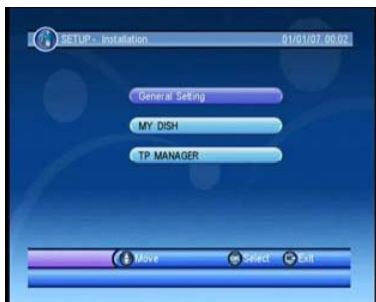 SETUP - Installation 01/01/07 00:02
General Setting
MY DISH
TP MANAGER
Move Select Exit